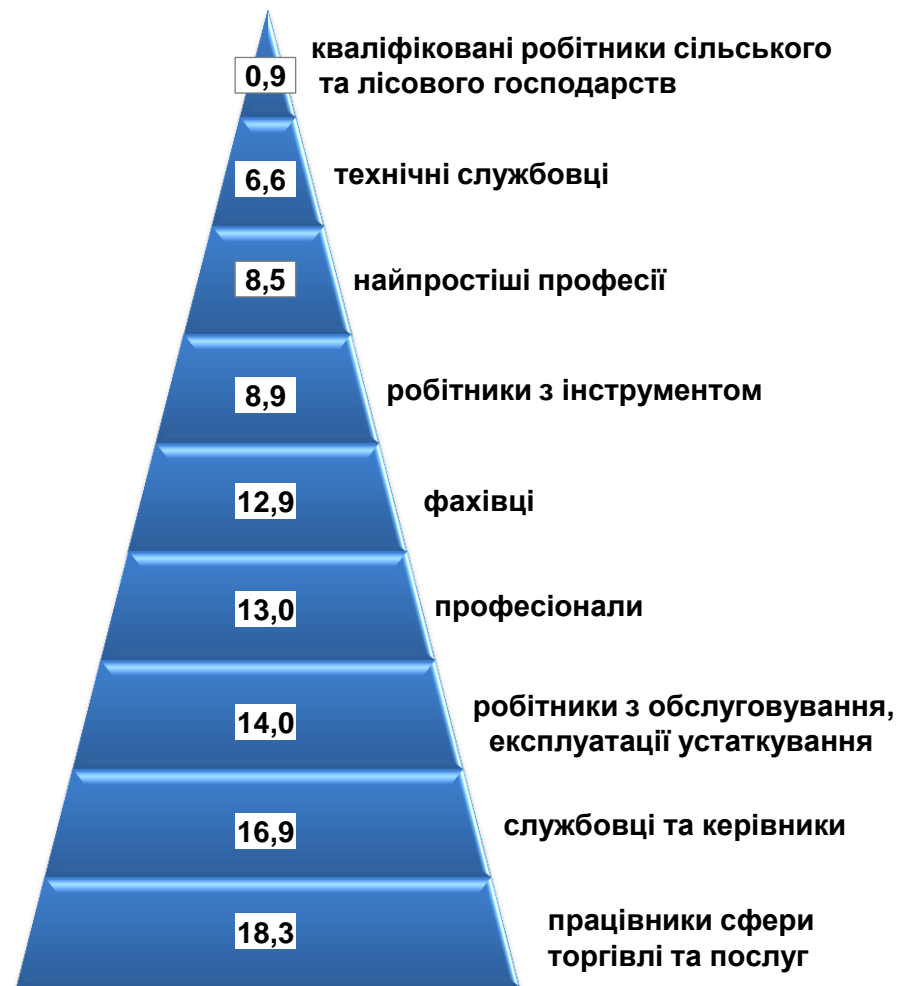 кваліфіковані робітники сільського
0,9
та лісового господарств
6,6
технічні службовці
8,5
найпростіші професії
8,9
робітники з інструментом
12,9
фахівці
13,0
професіонали
14,0
робітники з обслуговування,
експлуатації устаткування
16,9
службовці та керівники
18,3
працівники сфери
торгівлі та послуг